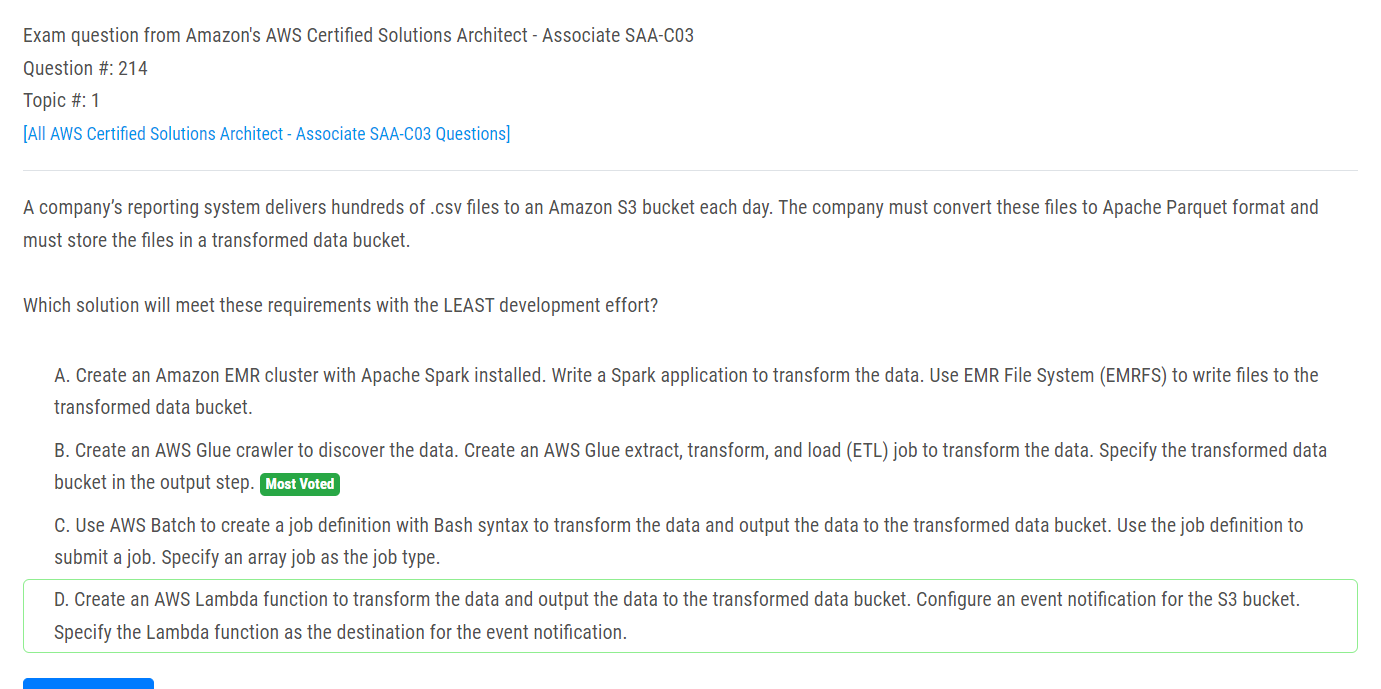 Exam question from Amazon's AWS Certified Solutions Architect - Associate SAA-C03
Question #: 214
Topic #: 1
[All AWS Certified Solutions Architect - Associate SAA-C03 Questions]
A company’s reporting system delivers hundreds of .csv files to an Amazon S3 bucket each day. The company must convert these files to Apache Parquet format and
must store the files in a transformed data bucket.
Which solution will meet these requirements with the LEAST development effort?
A. Create an Amazon EMR cluster with Apache Spark installed. Write a Spark application to transform the data. Use EMR File System (EMRFS) to write files to the
transformed data bucket.
B. Create an AWS Glue crawler to discover the data. Create an AWS Glue extract, transform, and load (ETL) job to transform the data. Specify the transformed data
bucket in the output step. Most Voted
C. Use AWS Batch to create a job definition with Bash syntax to transform the data and output the data to the transformed data bucket. Use the job definition to
submit a job. Specify an array job as the job type.
D. Create an AWS Lambda function to transform the data and output the data to the transformed data bucket. Configure an event notification for the S3 bucket.
Specify the Lambda function as the destination for the event notification.